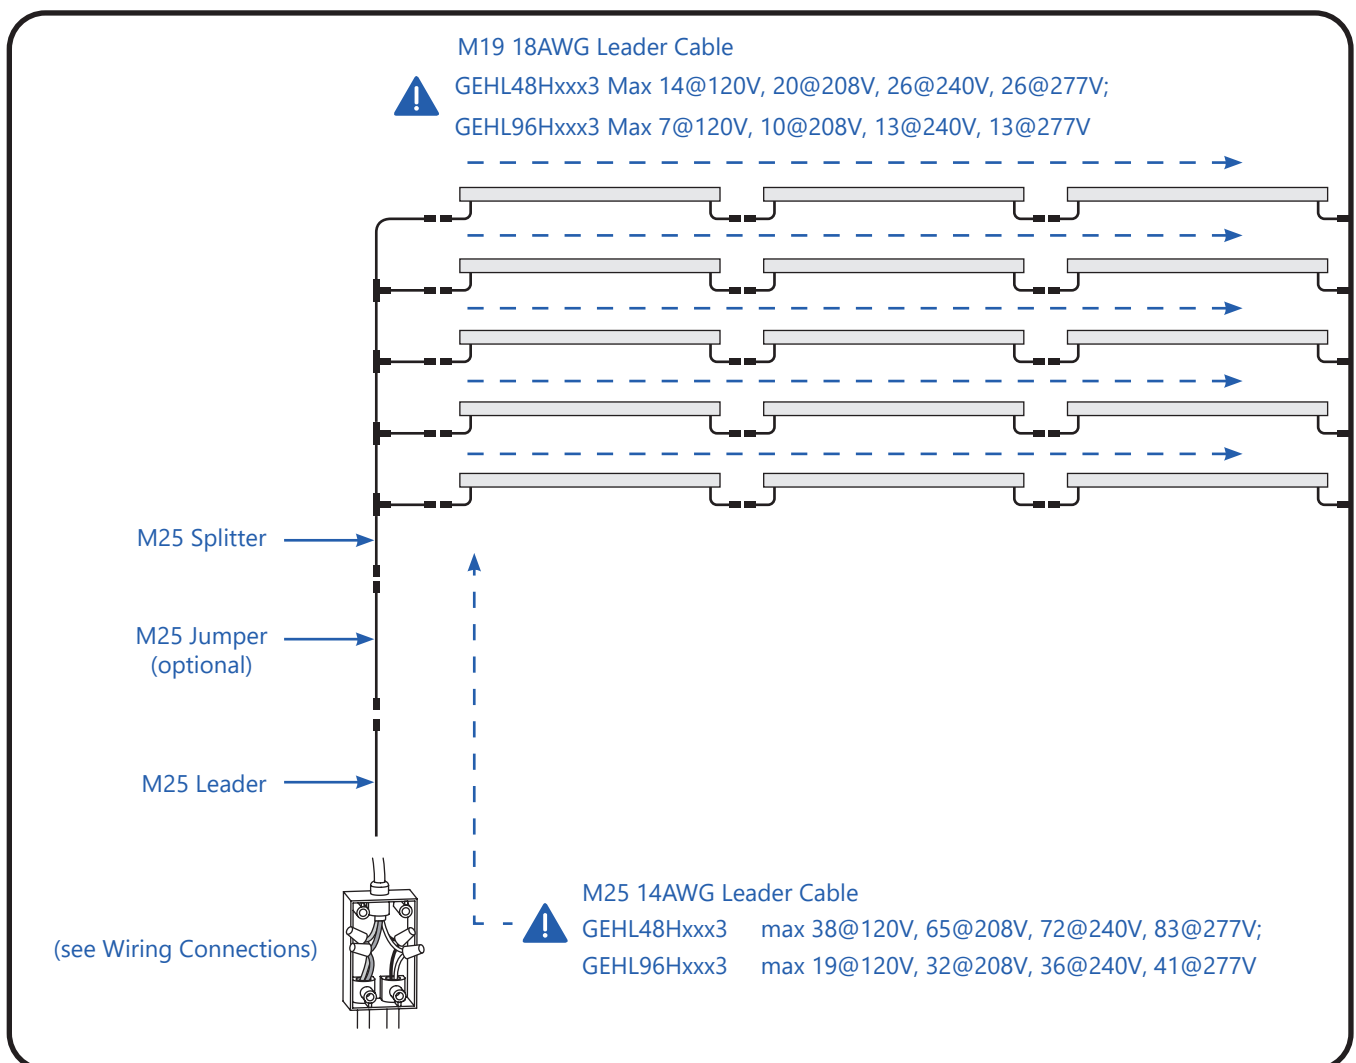 M19 18AWG Leader Cable
GEHL48Hxxx3 Max 14@120V, 20@208V, 26@240V, 26@277V;
GEHL96Hxxx3 Max 7@120V, 10@208V, 13@240V, 13@277V
M25 Splitter
M25 Jumper
(optional)
M25 Leader
(see Wiring Connections)
M25 14AWG Leader Cable
GEHL48Hxxx3 max 38@120V, 65@208V, 72@240V, 83@277V;
GEHL96Hxxx3 max 19@120V, 32@208V, 36@240V, 41@277V